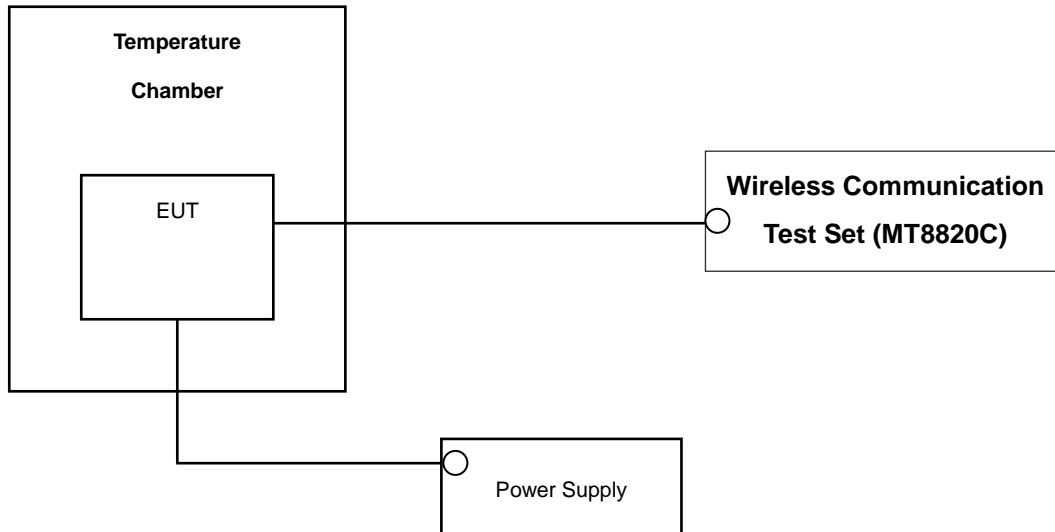 Temperature
Chamber
EUT
Wireless Communication
Test Set (MT8820C)
Power Supply